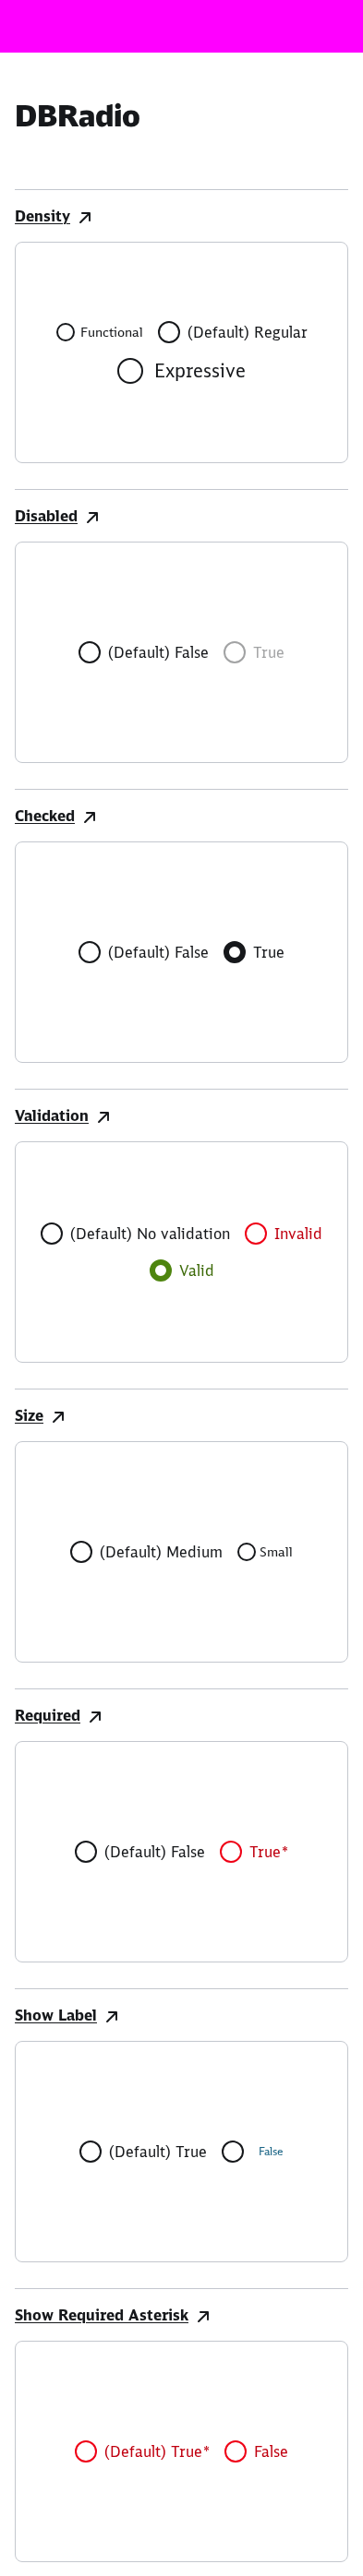 DBRadio
Density
Functional (Default) Regular
Expressive
Disabled
(Default) False True
Checked
(Default) False True
Validation
(Default) No validation Invalid
Valid
Size
(Default) Medium Small
Required
(Default) False True*
Show Label
(Default) True False
Show Required Asterisk
(Default) True* False